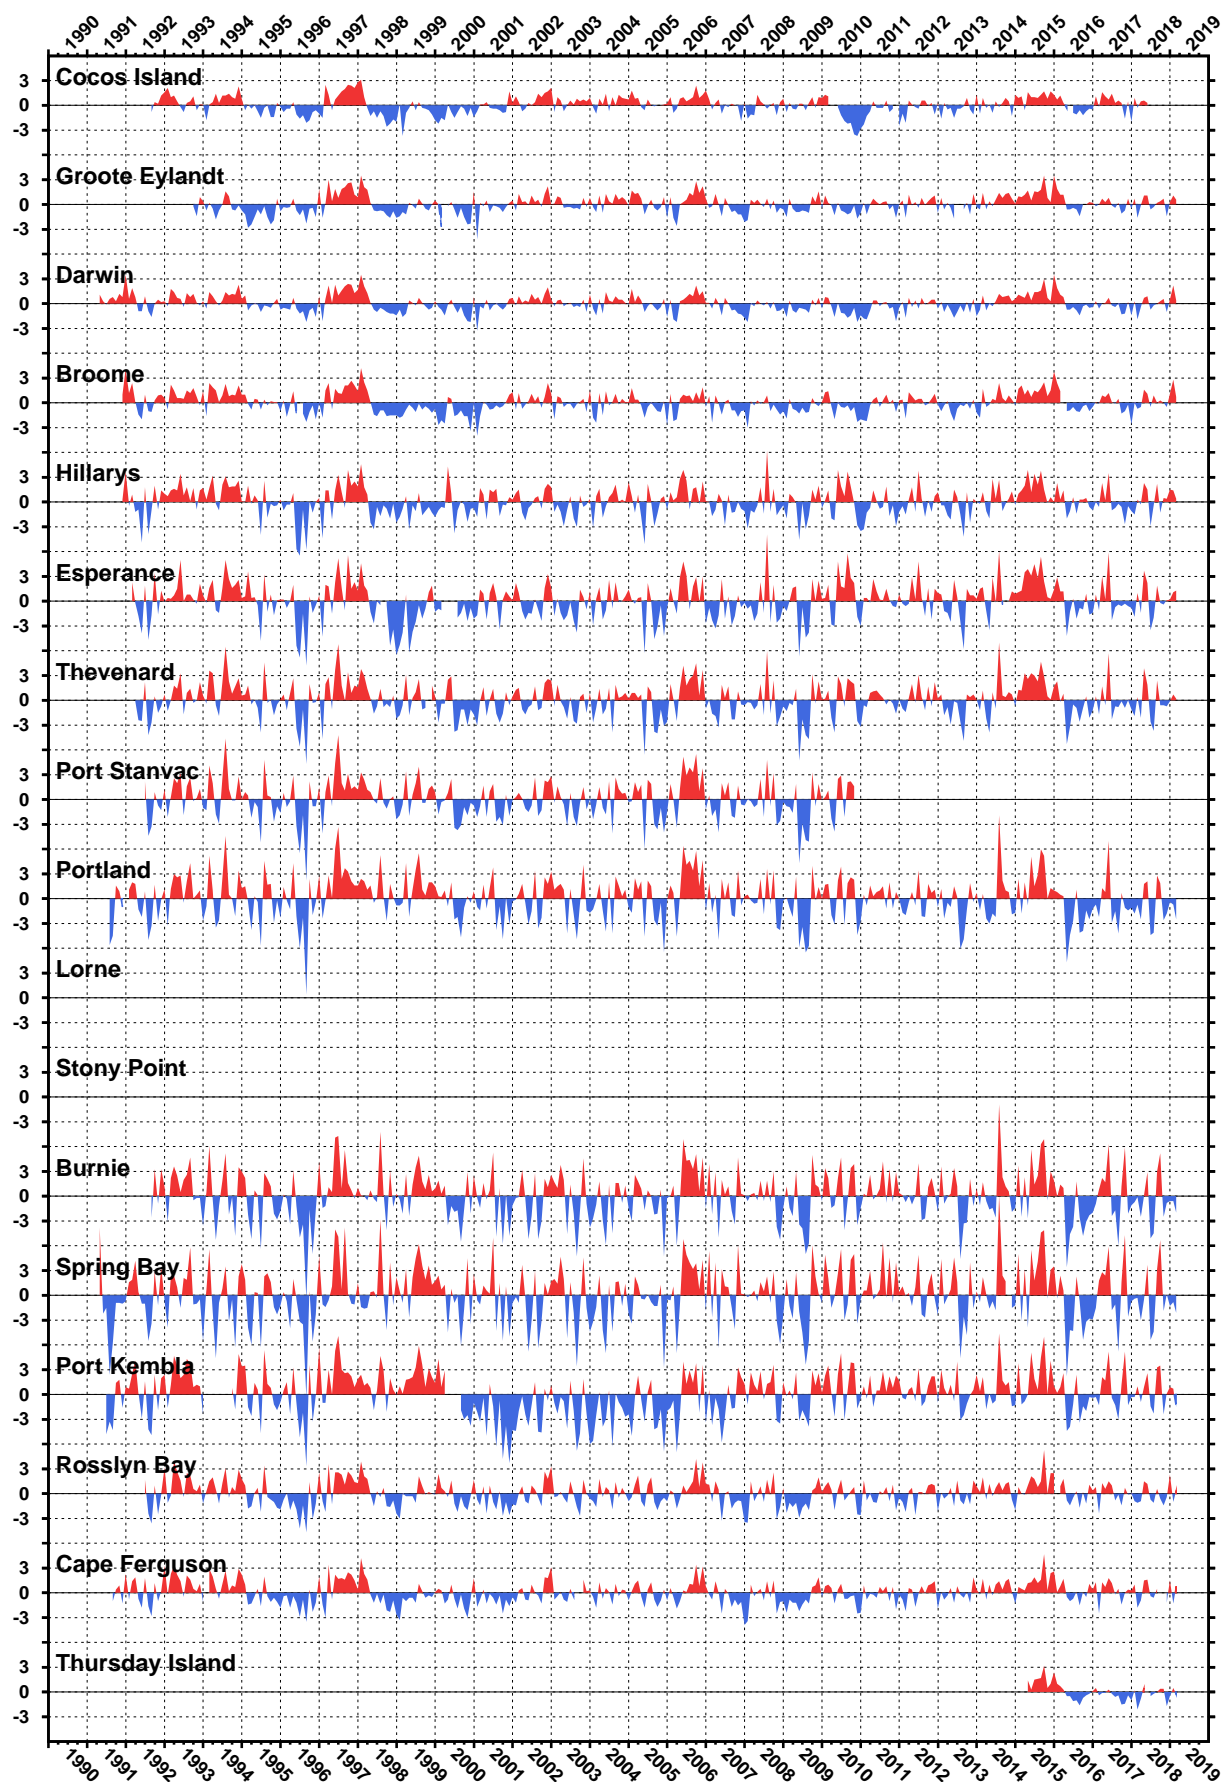 1990 1991 1992 1993 1994 1995 1996 1997 1998 1999 2000 2001 2002 2003 2004 2005 2006 2007 2008 2009 2010 2011 2012 2013 2014 2015 2016 2017 2018 2019
Cocos Island
3
0
-3
Groote Eylandt
3
0
-3
Darwin
3
0
-3
Broome
3
0
-3
Hillarys
3
0
-3
Esperance
3
0
-3
Thevenard
3
0
-3
Port Stanvac
3
0
-3
Portland
3
0
-3
Lorne
3
0
-3
Stony Point
3
0
-3
Burnie
3
0
-3
Spring Bay
3
0
-3
Port Kembla
3
0
-3
Rosslyn Bay
3
0
-3
Cape Ferguson
3
0
-3
Thursday Island
3
0
-3
1990 1991 1992 1993 1994 1995 1996 1997 1998 1999 2000 2001 2002 2003 2004 2005 2006 2007 2008 2009 2010 2011 2012 2013 2014 2015 2016 2017 2018 2019